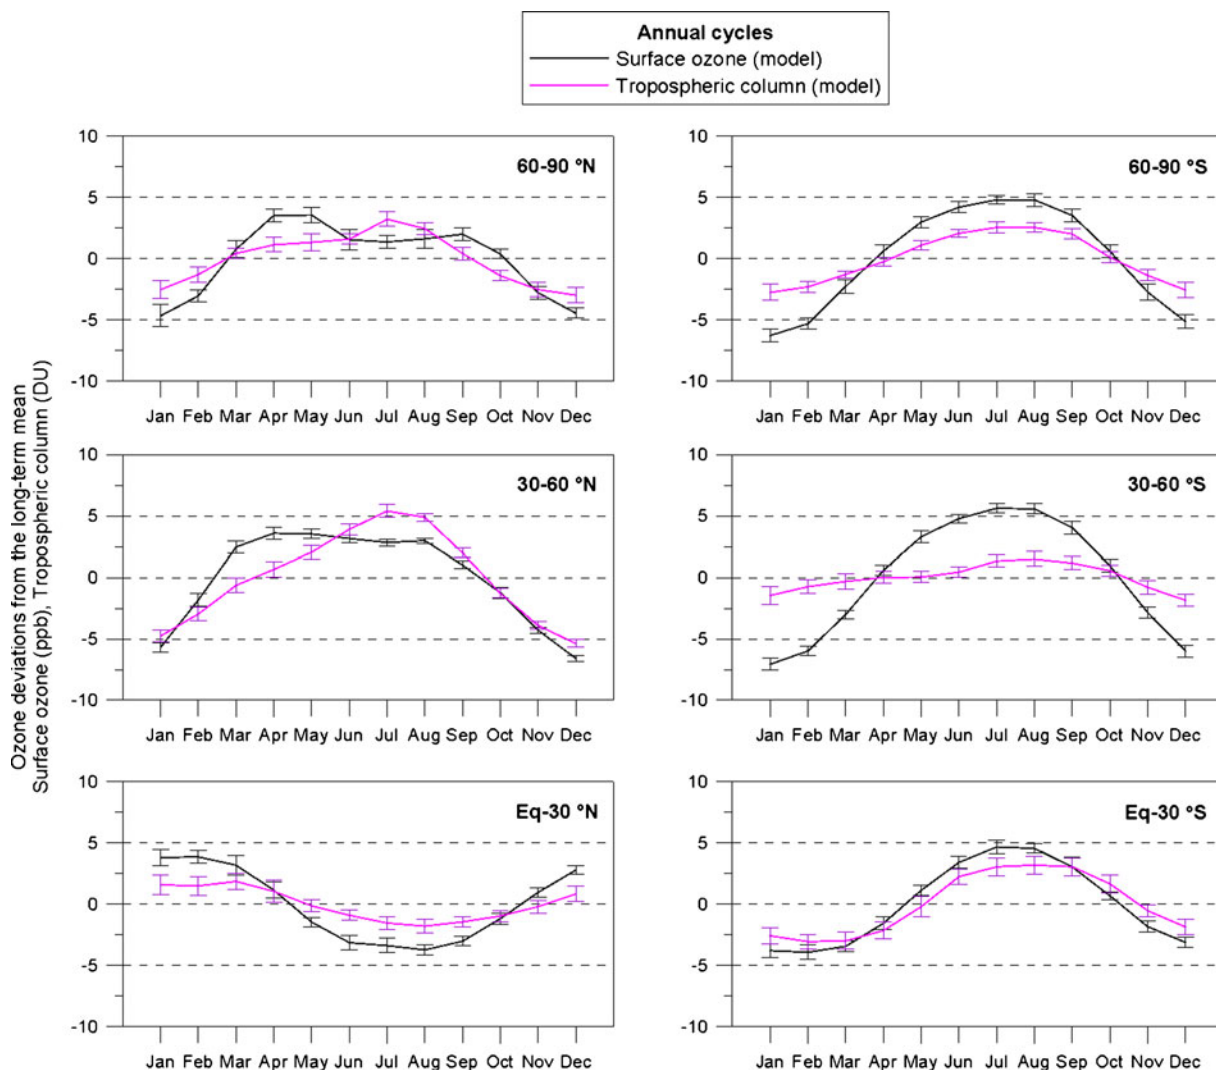 Annual cycles
Surface ozone (model)
Tropospheric column (model)
Ozone deviations from the long-term mean
Surface ozone (ppb), Tropospheric column (DU)
60-90 °N
10
5
0
-5
-10
Jan Feb Mar Apr May Jun Jul Aug Sep Oct Nov Dec
60-90 °S
10
5
0
-5
-10
Jan Feb Mar Apr May Jun Jul Aug Sep Oct Nov Dec
30-60 °N
10
5
0
-5
-10
Jan Feb Mar Apr May Jun Jul Aug Sep Oct Nov Dec
30-60 °S
10
5
0
-5
-10
Jan Feb Mar Apr May Jun Jul Aug Sep Oct Nov Dec
Eq-30 °N
10
5
0
-5
-10
Jan Feb Mar Apr May Jun Jul Aug Sep Oct Nov Dec
Eq-30 °S
10
5
0
-5
-10
Jan Feb Mar Apr May Jun Jul Aug Sep Oct Nov Dec